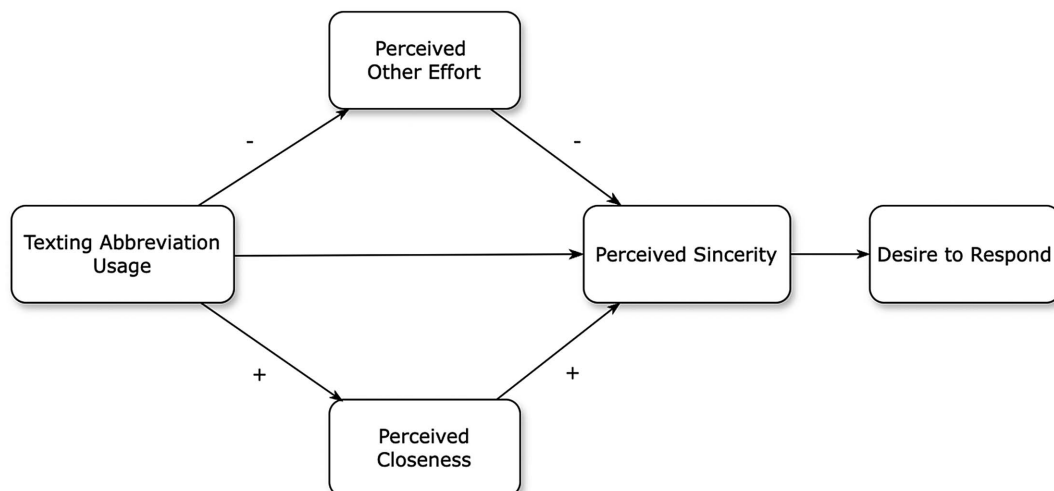 Perceived
Other Effort
-
-
Texting Abbreviation
Usage
Perceived Sincerity
Desire to Respond
+
+
Perceived
Closeness